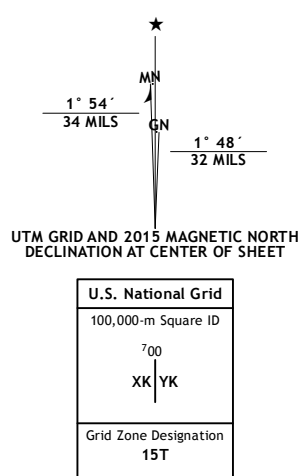 ★
MN
1° 54´
34 MILS
GN
1° 48´
32 MILS
UTM GRID AND 2015 MAGNETIC NORTH
DECLINATION AT CENTER OF SHEET
U.S. National Grid
100,000-m Square ID
⁷00
XK YK
Grid Zone Designation
15T